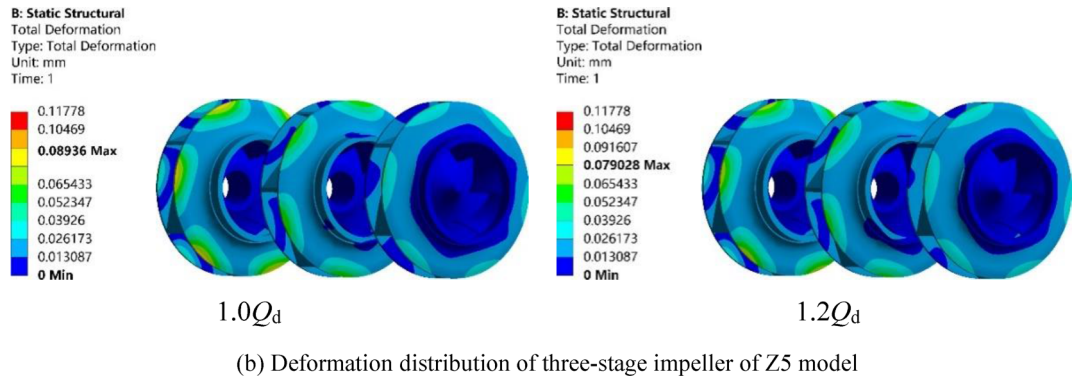 B: Static Structural
Total Deformation
Type: Total Deformation
Unit: mm
Time: 1
0.11778
0.10469
0.08936 Max
0.065433
0.052347
0.03926
0.026173
0.013087
0 Min
1.0Qd
B: Static Structural
Total Deformation
Type: Total Deformation
Unit: mm
Time: 1
0.11778
0.10469
0.091607
0.079028 Max
0.065433
0.052347
0.03926
0.026173
0.013087
0 Min
1.2Qd
(b) Deformation distribution of three-stage impeller of Z5 model